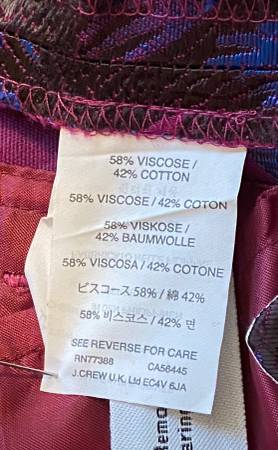 58% VISCOSE /
42% COTTON
58% VISCOSE / 42% COTON
58% VISKOSE /
42% BAUMWOLLE
58% VISCOSA / 42% COTONE
ビスコース 58% / 綿 42%
58% 비스코스 / 42% 면
SEE REVERSE FOR CARE
RN77388 CA56445
J.CREW U.K. Ltd EC4V 6JA